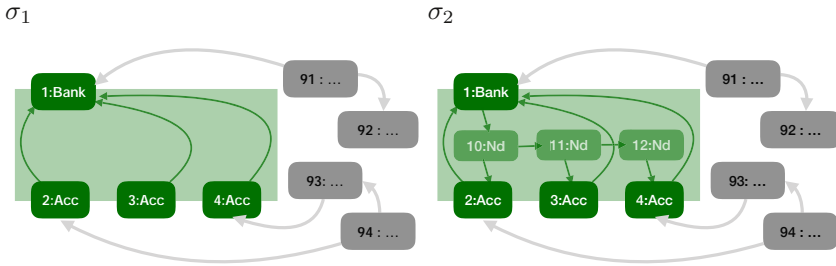 σ1
σ2
1:Bank
91 : ...
92 : ...
93: ...
94 : ...
2:Acc
3:Acc
4:Acc
1:Bank
91 : ...
92 : ...
10:Nd
11:Nd
12:Nd
93: ...
94 : ...
2:Acc
3:Acc
4:Acc